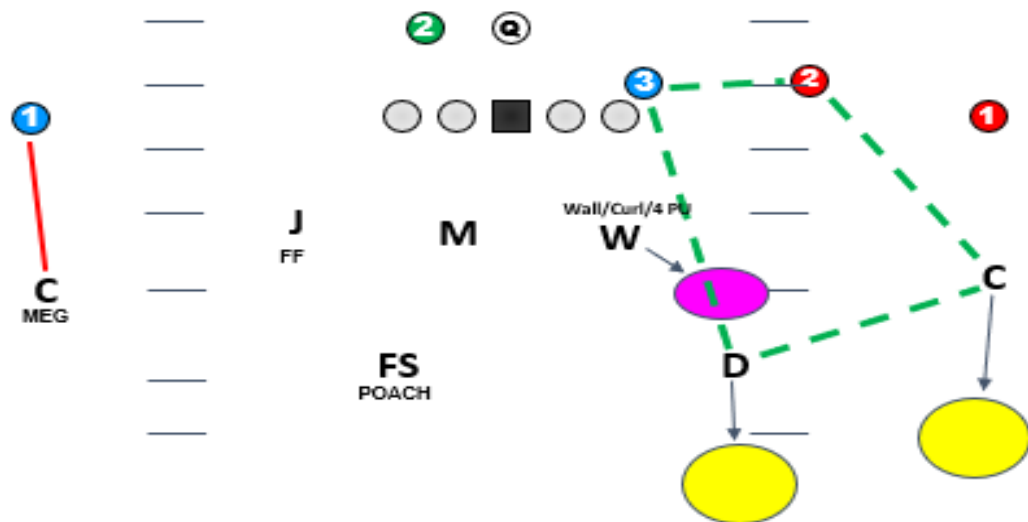 2 Q
3 2
1 1
Wall/Curl/4 PU
J M W
FF
C C
MEG
FS D
POACH